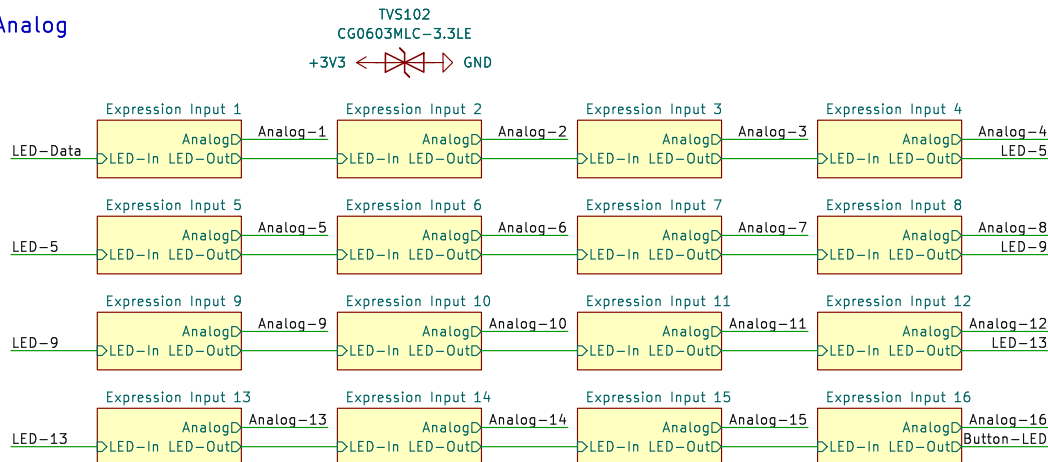 Analog
TVS102
CG0603MLC-3.3LE
+3V3 GND
Expression Input 1 Expression Input 2 Expression Input 3 Expression Input 4
Analog Analog-1 Analog Analog-2 Analog Analog-3 Analog Analog-4
LED-Data LED-In LED-Out LED-In LED-Out LED-In LED-Out LED-In LED-Out LED-5
Expression Input 5 Expression Input 6 Expression Input 7 Expression Input 8
Analog Analog-5 Analog Analog-6 Analog Analog-7 Analog Analog-8
LED-5 LED-In LED-Out LED-In LED-Out LED-In LED-Out LED-In LED-Out LED-9
Expression Input 9 Expression Input 10 Expression Input 11 Expression Input 12
Analog Analog-9 Analog Analog-10 Analog Analog-11 Analog Analog-12
LED-9 LED-In LED-Out LED-In LED-Out LED-In LED-Out LED-In LED-Out LED-13
Expression Input 13 Expression Input 14 Expression Input 15 Expression Input 16
Analog Analog-13 Analog Analog-14 Analog Analog-15 Analog Analog-16
LED-13 LED-In LED-Out LED-In LED-Out LED-In LED-Out LED-In LED-Out Button-LED